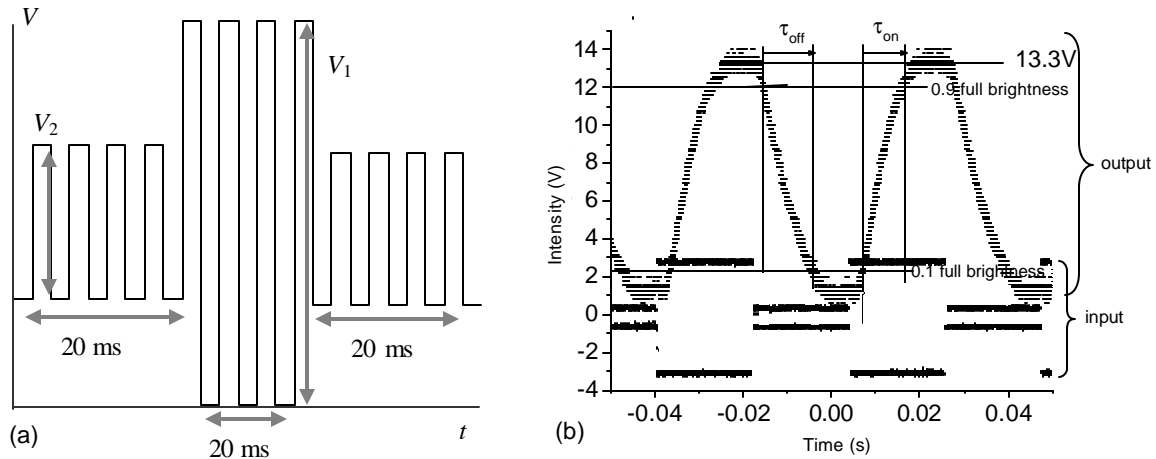 V
V1
V2
20 ms
20 ms
20 ms
t
(a)
τoff
τon
14
12
10
8
6
4
2
0
-2
-4
Intensity (V)
13.3V
0.9 full brightness
0.1 full brightness
output
input
-0.04
-0.02
0.00
0.02
0.04
Time (s)
(b)